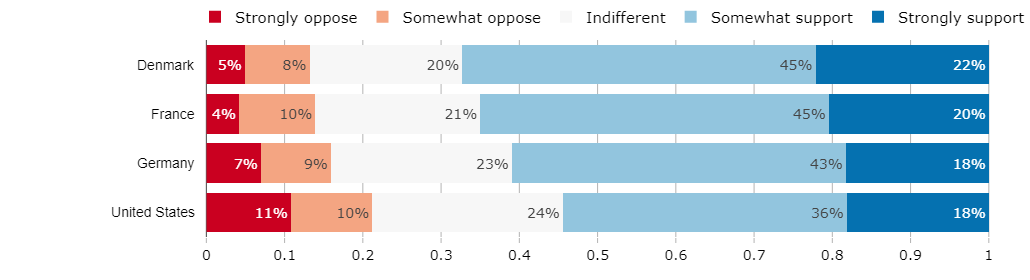 Strongly oppose Somewhat oppose Indifferent Somewhat support Strongly support
Denmark 5% 8% 20% 45% 22%
France 4% 10% 21% 45% 20%
Germany 7% 9% 23% 43% 18%
United States 11% 10% 24% 36% 18%
0 0.1 0.2 0.3 0.4 0.5 0.6 0.7 0.8 0.9 1